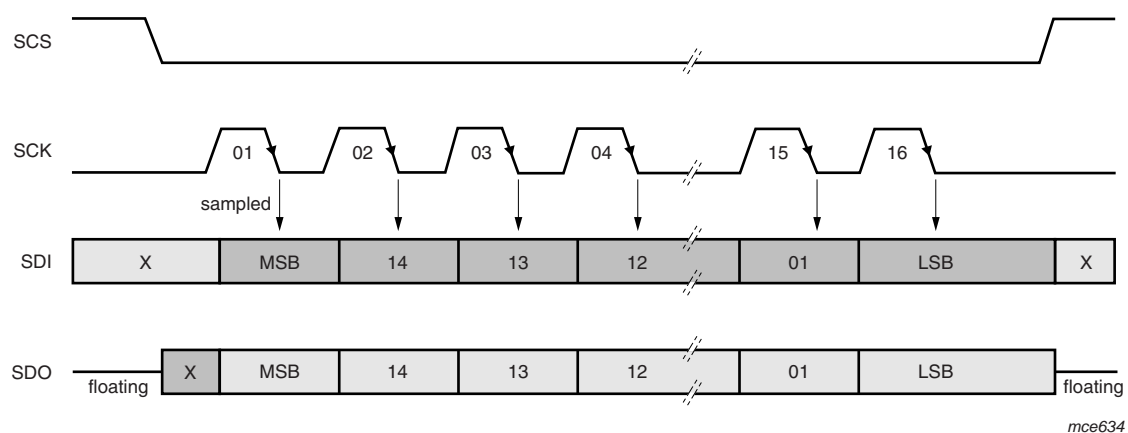 SCS
SCK 01 02 03 04 15 16
sampled
SDI X MSB 14 13 12 01 LSB X
SDO X MSB 14 13 12 01 LSB
floating floating
mce634